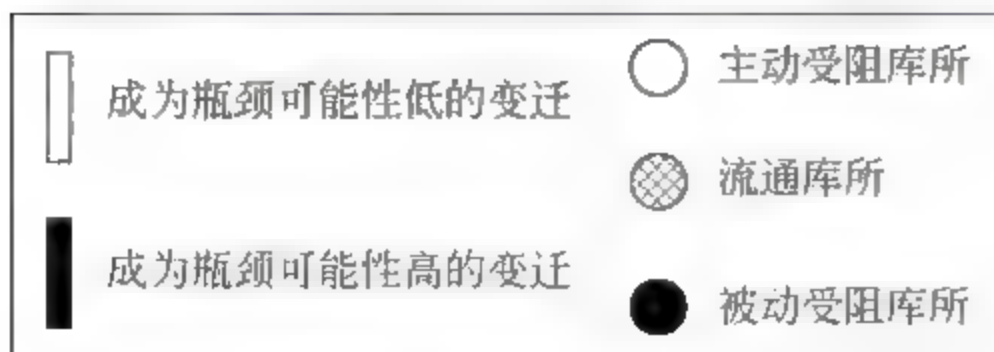 成为瓶颈可能性低的变迁
主动受阻库所
流通库所
成为瓶颈可能性高的变迁
被动受阻库所